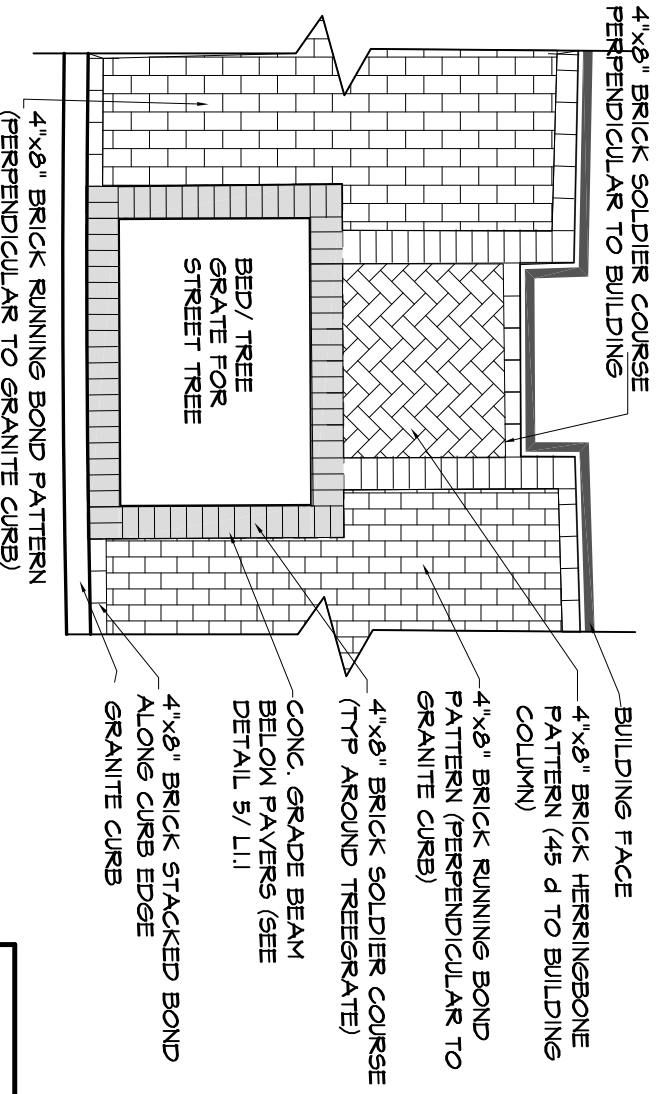 4"x8" BRICK SOLDIER COURSE
PERPENDICULAR TO BUILDING
BUILDING FACE
4"x8" BRICK HERRINGBONE
PATTERN (45 d TO BUILDING
COLUMN)
4"x8" BRICK RUNNING BOND
PATTERN (PERPENDICULAR TO
GRANITE CURB)
4"x8" BRICK SOLDIER COURSE
(TYP AROUND TREEGRATE)
CONC. GRADE BEAM
BELOW PAVERS (SEE
DETAIL 5/ L1.1
4"x8" BRICK STACKED BOND
ALONG CURB EDGE
GRANITE CURB
BED/ TREE
GRATE FOR
STREET TREE
4"x8" BRICK RUNNING BOND PATTERN
(PERPENDICULAR TO GRANITE CURB)